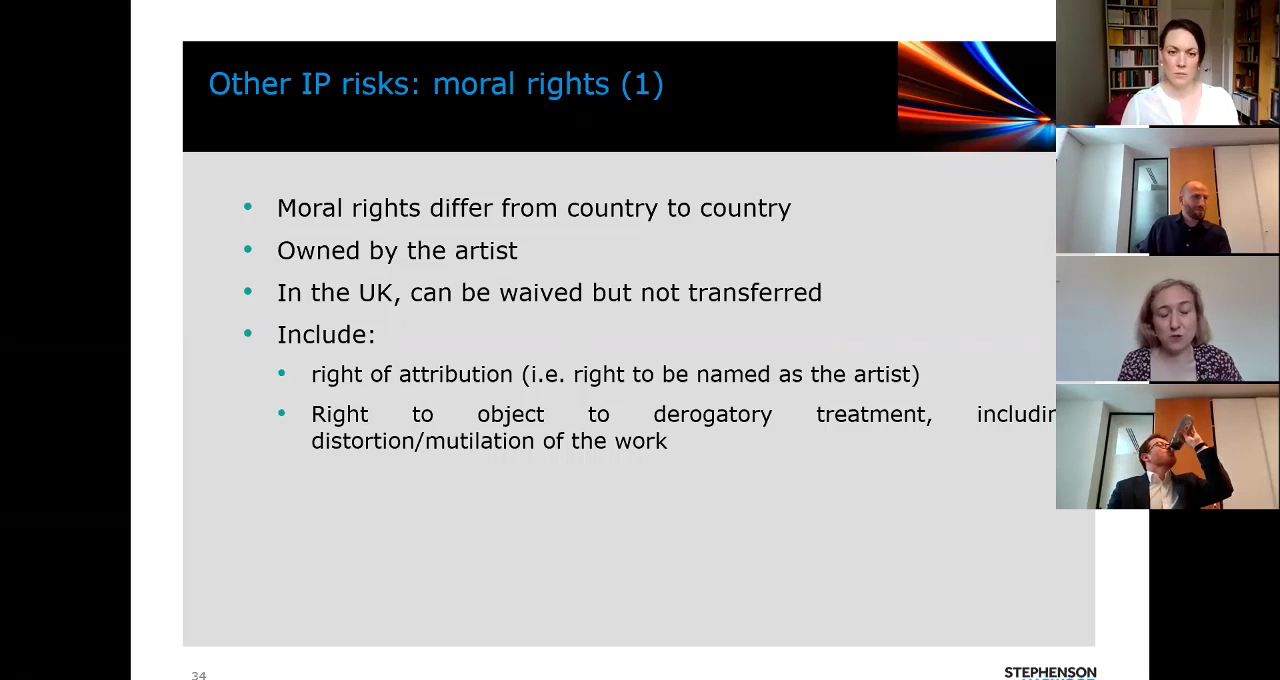 Other IP risks: moral rights (1)
• Moral rights differ from country to country
• Owned by the artist
• In the UK, can be waived but not transferred
• Include:
• right of attribution (i.e. right to be named as the artist)
• Right to object to derogatory treatment, includin
distortion/mutilation of the work
34
STEPHENSON